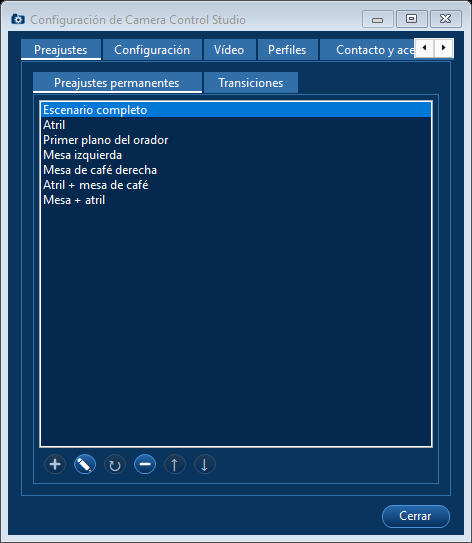 Configuración de Camera Control Studio
Preajustes Configuración Vídeo Perfiles Contacto y ace
Preajustes permanentes Transiciones
Escenario completo
Atril
Primer plano del orador
Mesa izquierda
Mesa de café derecha
Atril + mesa de café
Mesa + atril
Cerrar